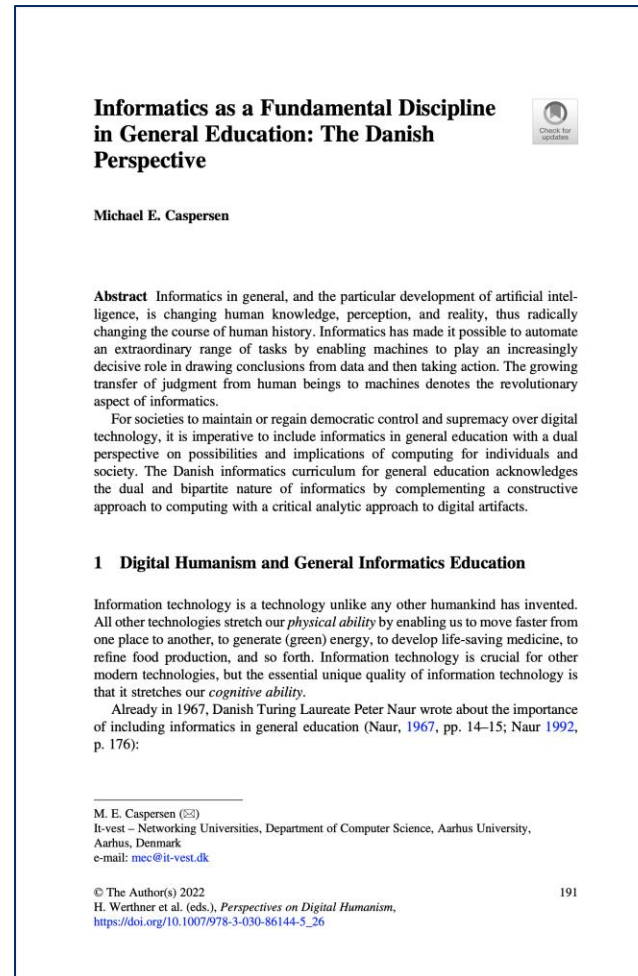 Informatics as a Fundamental Discipline
in General Education: The Danish
Perspective
Check for
updates
Michael E. Caspersen
Abstract Informatics in general, and the particular development of artificial intel-
ligence, is changing human knowledge, perception, and reality, thus radically
changing the course of human history. Informatics has made it possible to automate
an extraordinary range of tasks by enabling machines to play an increasingly
decisive role in drawing conclusions from data and then taking action. The growing
transfer of judgment from human beings to machines denotes the revolutionary
aspect of informatics.
For societies to maintain or regain democratic control and supremacy over digital
technology, it is imperative to include informatics in general education with a dual
perspective on possibilities and implications of computing for individuals and
society. The Danish informatics curriculum for general education acknowledges
the dual and bipartite nature of informatics by complementing a constructive
approach to computing with a critical analytic approach to digital artifacts.
1 Digital Humanism and General Informatics Education
Information technology is a technology unlike any other humankind has invented.
All other technologies stretch our physical ability by enabling us to move faster from
one place to another, to generate (green) energy, to develop life-saving medicine, to
refine food production, and so forth. Information technology is crucial for other
modern technologies, but the essential unique quality of information technology is
that it stretches our cognitive ability.
Already in 1967, Danish Turing Laureate Peter Naur wrote about the importance
of including informatics in general education (Naur, 1967, pp. 14–15; Naur 1992,
p. 176):
M. E. Caspersen (✉)
It-vest – Networking Universities, Department of Computer Science, Aarhus University,
Aarhus, Denmark
e-mail: mec@it-vest.dk
© The Author(s) 2022 191
H. Werthner et al. (eds.), Perspectives on Digital Humanism,
https://doi.org/10.1007/978-3-030-86144-5_26